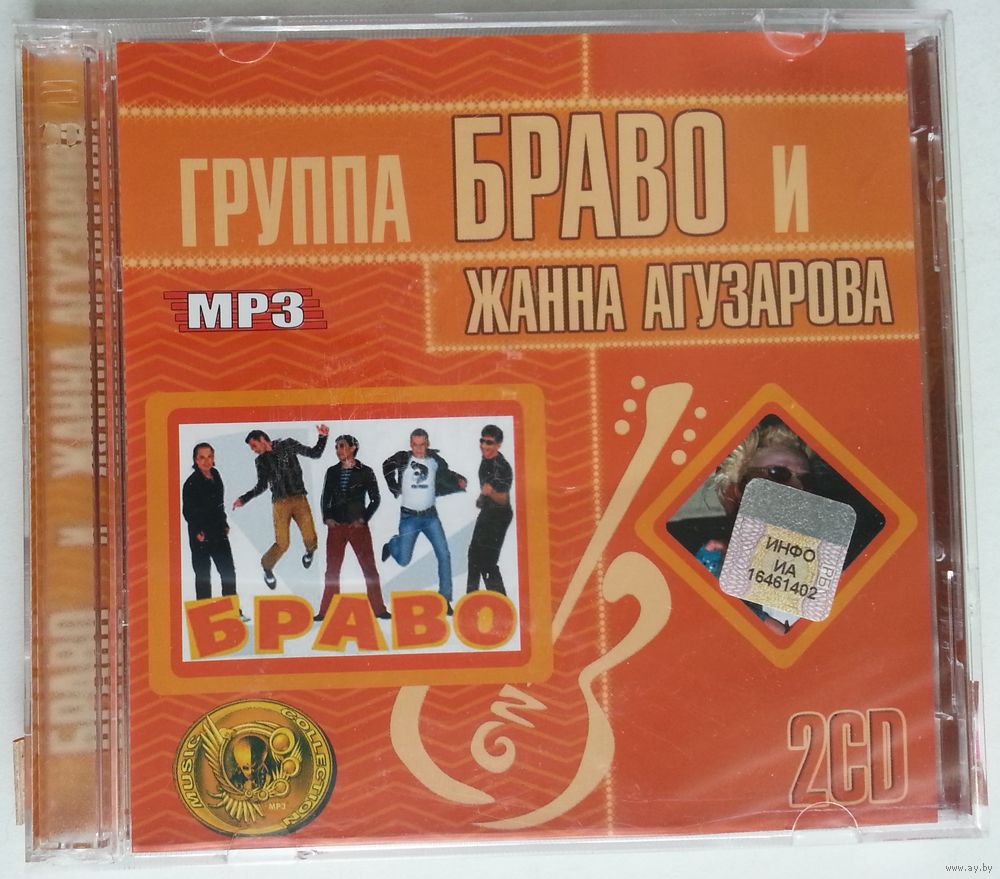 ГРУППА БРАВО И
ЖАННА АГУЗАРОВА
MP3
БРАВО
ИНФО
ИА
16461402
РБ
MUSIC COLLECTION
MP3
2CD
БРАВО И ЖАННА АГУЗАРОВА
www.ay.by